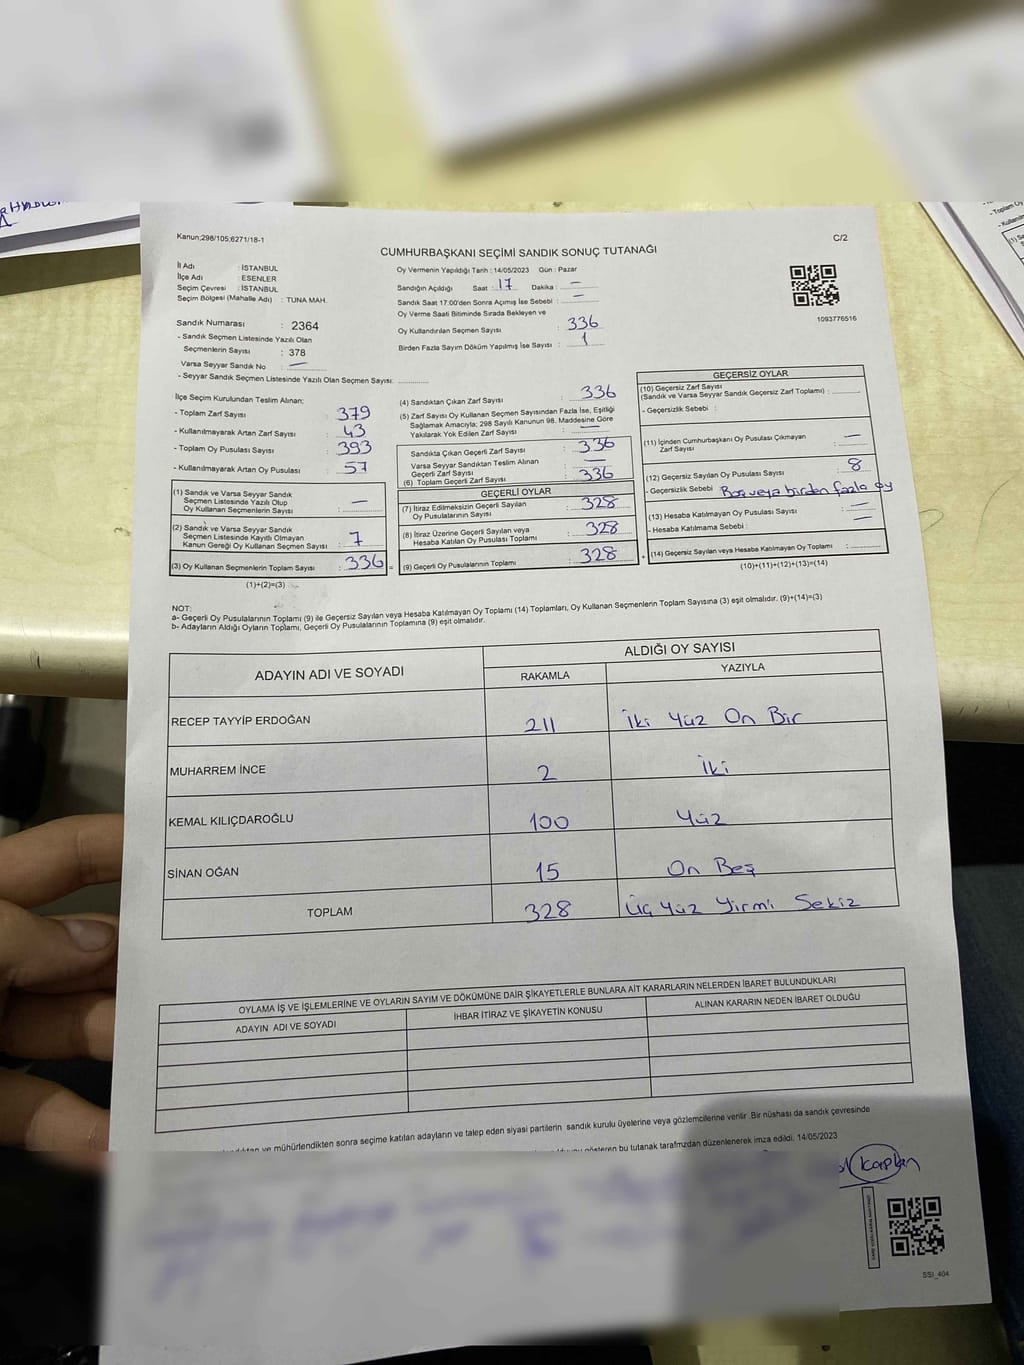 Kanun;298/105;6271/18-1
C/2
CUMHURBAŞKANI SEÇİMİ SANDIK SONUÇ TUTANAĞI
İl Adı : İSTANBUL
İlçe Adı : ESENLER
Seçim Çevresi : İSTANBUL
Seçim Bölgesi (Mahalle Adı) : TUNA MAH.
Sandık Numarası : 2364
- Sandık Seçmen Listesinde Yazılı Olan
Seçmenlerin Sayısı : 378
Varsa Seyyar Sandık No : —
- Seyyar Sandık Seçmen Listesinde Yazılı Olan Seçmen Sayısı:
Oy Vermenin Yapıldığı Tarih : 14/05/2023 Gün : Pazar
Sandığın Açıldığı Saat : 17 Dakika : —
Sandık Saat 17:00'den Sonra Açımış İse Sebebi : —
Oy Verme Saati Bitiminde Sırada Bekleyen ve
Oy Kullandırılan Seçmen Sayısı : 336
Birden Fazla Sayım Döküm Yapılmış İse Sayısı : 1
1093776516
İlçe Seçim Kurulundan Teslim Alınan:
- Toplam Zarf Sayısı : 379
- Kullanılmayarak Artan Zarf Sayısı : 43
- Toplam Oy Pusulası Sayısı : 393
- Kullanılmayarak Artan Oy Pusulası : 57
(1) Sandık ve Varsa Seyyar Sandık
Seçmen Listesinde Yazılı Olup
Oy Kullanan Seçmenlerin Sayısı : —
(2) Sandık ve Varsa Seyyar Sandık
Seçmen Listesinde Kayıtlı Olmayan
Kanun Gereği Oy Kullanan Seçmen Sayısı : 7
(3) Oy Kullanan Seçmenlerin Toplam Sayısı : 336 =
(1)+(2)=(3)
(4) Sandıktan Çıkan Zarf Sayısı : 336
(5) Zarf Sayısı Oy Kullanan Seçmen Sayısından Fazla İse, Eşitliği
Sağlamak Amacıyla; 298 Sayılı Kanunun 98. Maddesine Göre
Yakılarak Yok Edilen Zarf Sayısı : —
Sandıkta Çıkan Geçerli Zarf Sayısı : 336
Varsa Seyyar Sandıktan Teslim Alınan
Geçerli Zarf Sayısı : —
(6) Toplam Geçerli Zarf Sayısı : 336
GEÇERLİ OYLAR
(7) İtiraz Edilmeksizin Geçerli Sayılan
Oy Pusulalarının Sayısı : 328
(8) İtiraz Üzerine Geçerli Sayılan veya
Hesaba Katılan Oy Pusulası Toplamı : 328
(9) Geçerli Oy Pusulalarının Toplamı : 328 +
GEÇERSİZ OYLAR
(10) Geçersiz Zarf Sayısı
(Sandık ve Varsa Seyyar Sandık Geçersiz Zarf Toplamı) :
- Geçersizlik Sebebi :
(11) İçinden Cumhurbaşkanı Oy Pusulası Çıkmayan
Zarf Sayısı : —
(12) Geçersiz Sayılan Oy Pusulası Sayısı : 8
- Geçersizlik Sebebi : Boş veya birden fazla oy
(13) Hesaba Katılmayan Oy Pusulası Sayısı : —
- Hesaba Katılmama Sebebi : —
(14) Geçersiz Sayılan veya Hesaba Katılmayan Oy Toplamı :
(10)+(11)+(12)+(13)=(14)
NOT:
a- Geçerli Oy Pusulalarının Toplamı (9) ile Geçersiz Sayılan veya Hesaba Katılmayan Oy Toplamı (14) Toplamları, Oy Kullanan Seçmenlerin Toplam Sayısına (3) eşit olmalıdır. (9)+(14)=(3)
b- Adayların Aldığı Oyların Toplamı, Geçerli Oy Pusulalarının Toplamına (9) eşit olmalıdır.
ADAYIN ADI VE SOYADI
ALDIĞI OY SAYISI
RAKAMLA YAZIYLA
RECEP TAYYİP ERDOĞAN 211 İki Yüz On Bir
MUHARREM İNCE 2 İki
KEMAL KILIÇDAROĞLU 100 Yüz
SİNAN OĞAN 15 On Beş
TOPLAM 328 Üç Yüz Yirmi Sekiz
OYLAMA İŞ VE İŞLEMLERİNE VE OYLARIN SAYIM VE DÖKÜMÜNE DAİR ŞİKAYETLERLE BUNLARA AİT KARARLARIN NELERDEN İBARET BULUNDUKLARI
ADAYIN ADI VE SOYADI İHBAR İTİRAZ VE ŞİKAYETİN KONUSU ALINAN KARARIN NEDEN İBARET OLDUĞU
ve mühürlendikten sonra seçime katılan adayların ve talep eden siyasi partilerin sandık kurulu üyelerine veya gözlemcilerine verilir .Bir nüshası da sandık çevresinde
gösteren bu tutanak tarafımızdan düzenlenerek imza edildi. 14/05/2023
Kaplan
SSİ_404